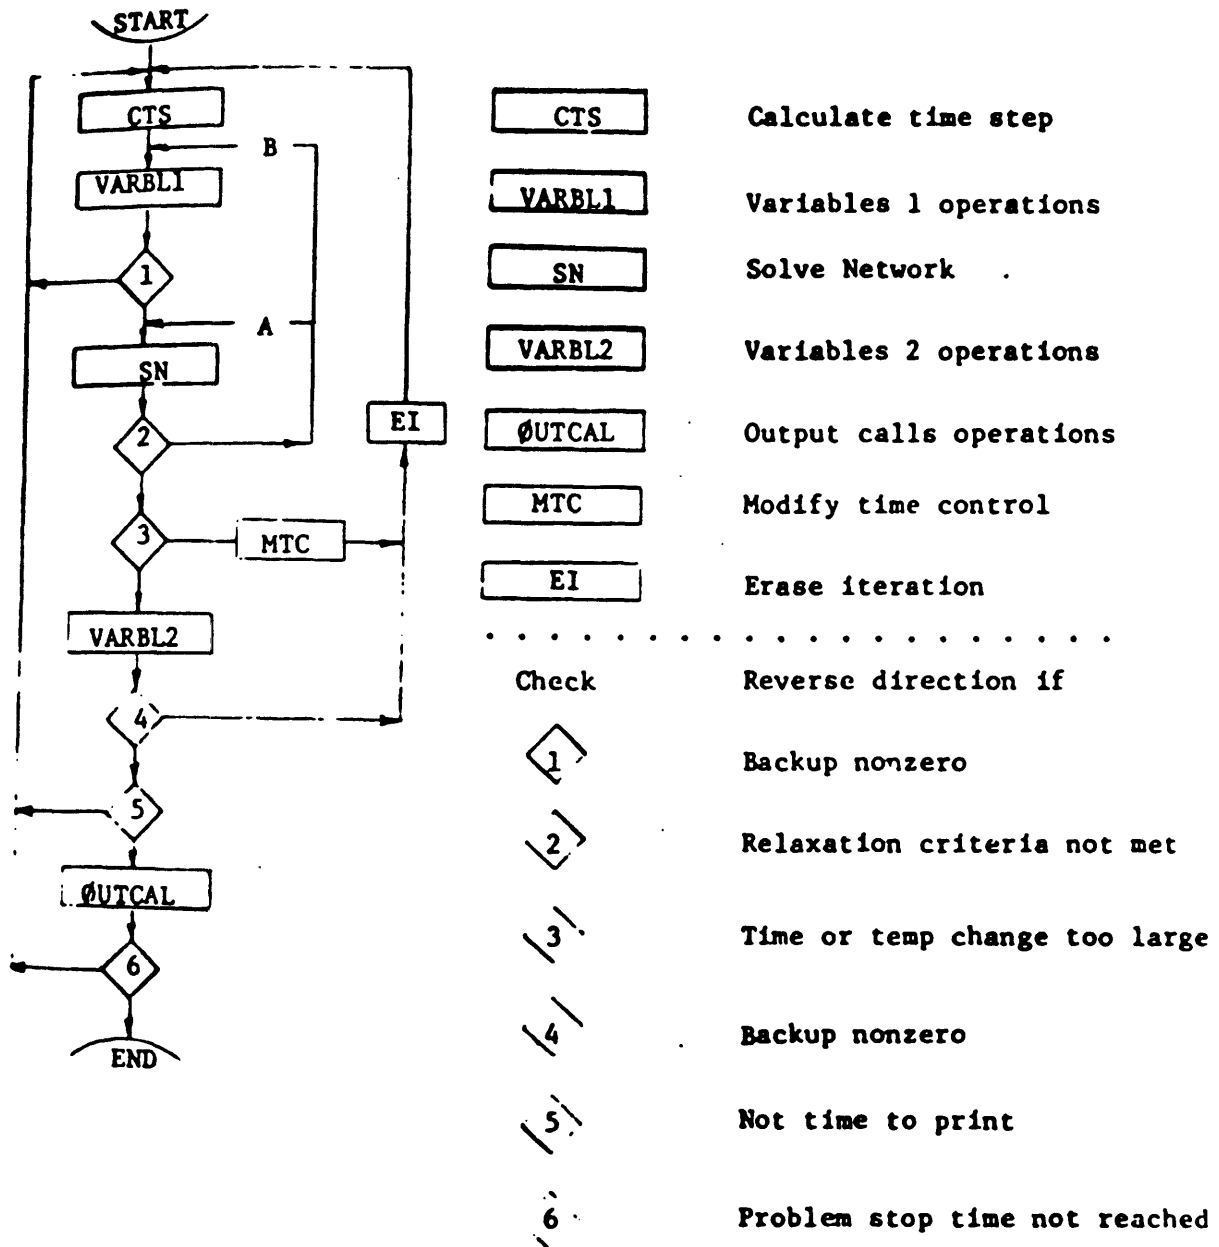 START
CTS
B
VARBL1
1
A
SN
2
EI
3
MTC
VARBL2
4
5
ØUTCAL
6
END
CTS Calculate time step
VARBL1 Variables 1 operations
SN Solve Network
VARBL2 Variables 2 operations
ØUTCAL Output calls operations
MTC Modify time control
EI Erase iteration
Check Reverse direction if
1 Backup nonzero
2 Relaxation criteria not met
3 Time or temp change too large
4 Backup nonzero
5 Not time to print
6 Problem stop time not reached